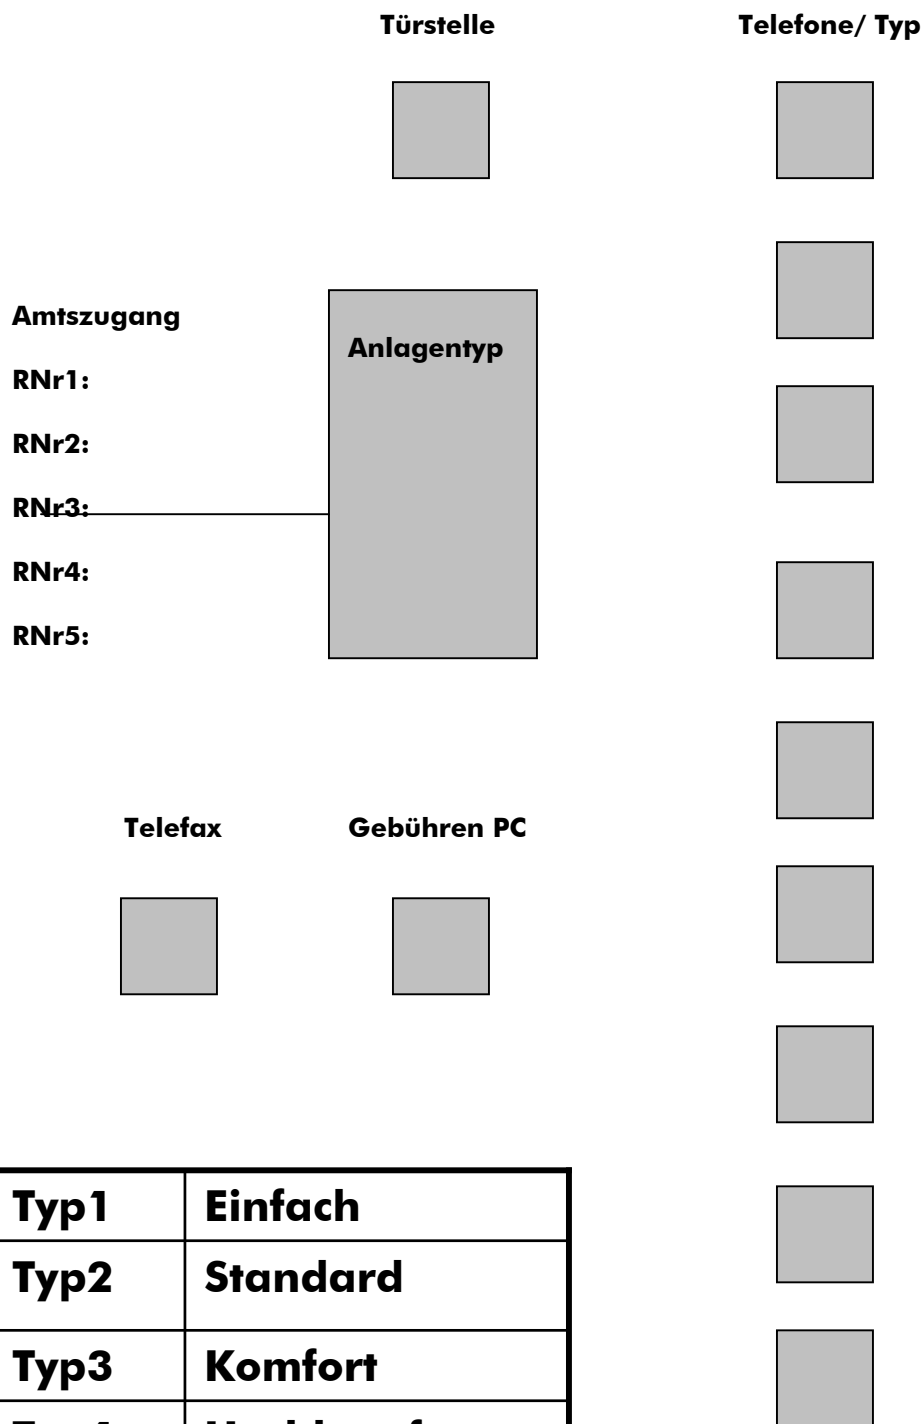 Türstelle
Telefone/ Typ
Amtszugang
Anlagentyp
RNr1:
RNr2:
RNr3:
RNr4:
RNr5:
Telefax
Gebühren PC
Typ1 Einfach
Typ2 Standard
Typ3 Komfort